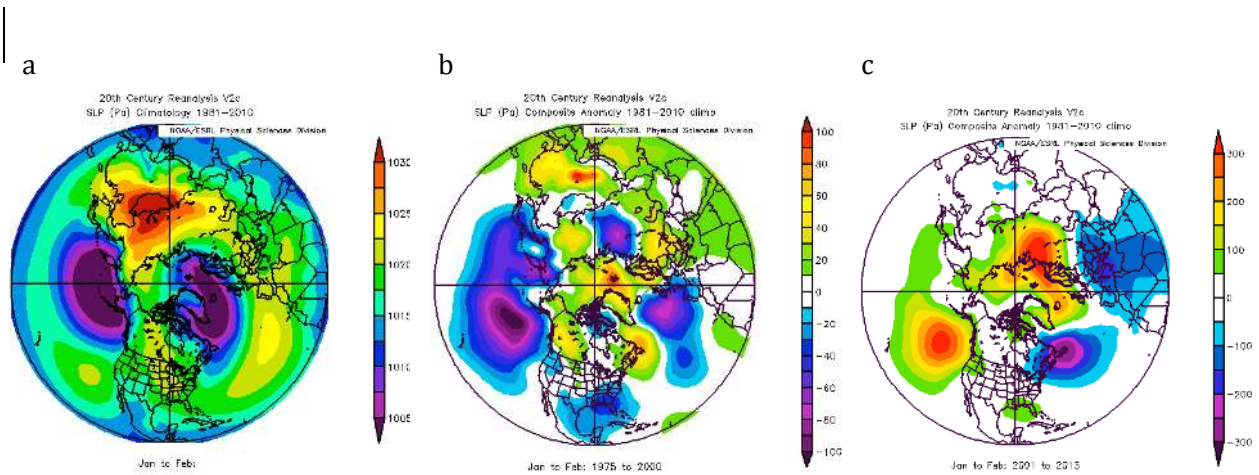 a
20th Century Reanalysis V2c
SLP (Pa) Climatology 1981-2010
NOAA/ESRL Physical Sciences Division
1030
1025
1020
1015
1010
1005
Jan to Feb:
b
20th Century Reanalysis V2c
SLP (Pa) Composite Anomaly 1981-2010 climo
NOAA/ESRL Physical Sciences Division
100
80
60
40
20
0
-20
-40
-60
-80
-100
Jan to Feb: 1975 to 2000
c
20th Century Reanalysis V2c
SLP (Pa) Composite Anomaly 1981-2010 climo
NOAA/ESRL Physical Sciences Division
300
200
100
0
-100
-200
-300
Jan to Feb: 2001 to 2013